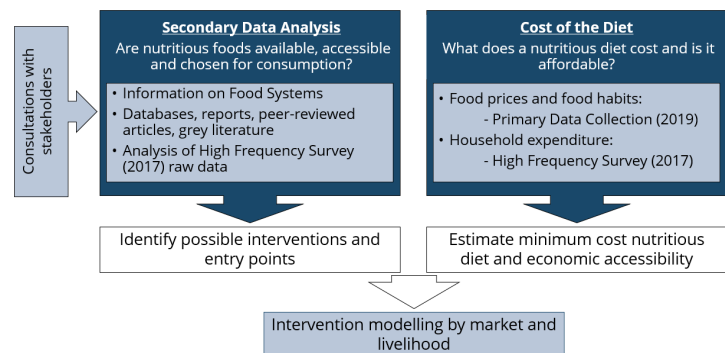 Consultations with
stakeholders
Secondary Data Analysis
Are nutritious foods available, accessible
and chosen for consumption?
• Information on Food Systems
• Databases, reports, peer-reviewed
articles, grey literature
• Analysis of High Frequency Survey
(2017) raw data
Identify possible interventions and
entry points
Cost of the Diet
What does a nutritious diet cost and is it
affordable?
• Food prices and food habits:
- Primary Data Collection (2019)
• Household expenditure:
- High Frequency Survey (2017)
Estimate minimum cost nutritious
diet and economic accessibility
Intervention modelling by market and
livelihood